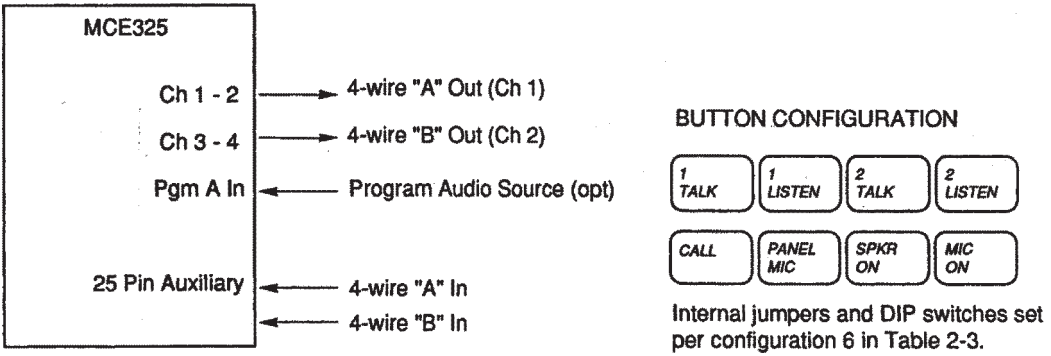 MCE325
Ch 1 - 2
4-wire "A" Out (Ch 1)
Ch 3 - 4
4-wire "B" Out (Ch 2)
Pgm A In
Program Audio Source (opt)
25 Pin Auxiliary
4-wire "A" In
4-wire "B" In
BUTTON CONFIGURATION
1
TALK
1
LISTEN
2
TALK
2
LISTEN
CALL
PANEL
MIC
SPKR
ON
MIC
ON
Internal jumpers and DIP switches set
per configuration 6 in Table 2-3.